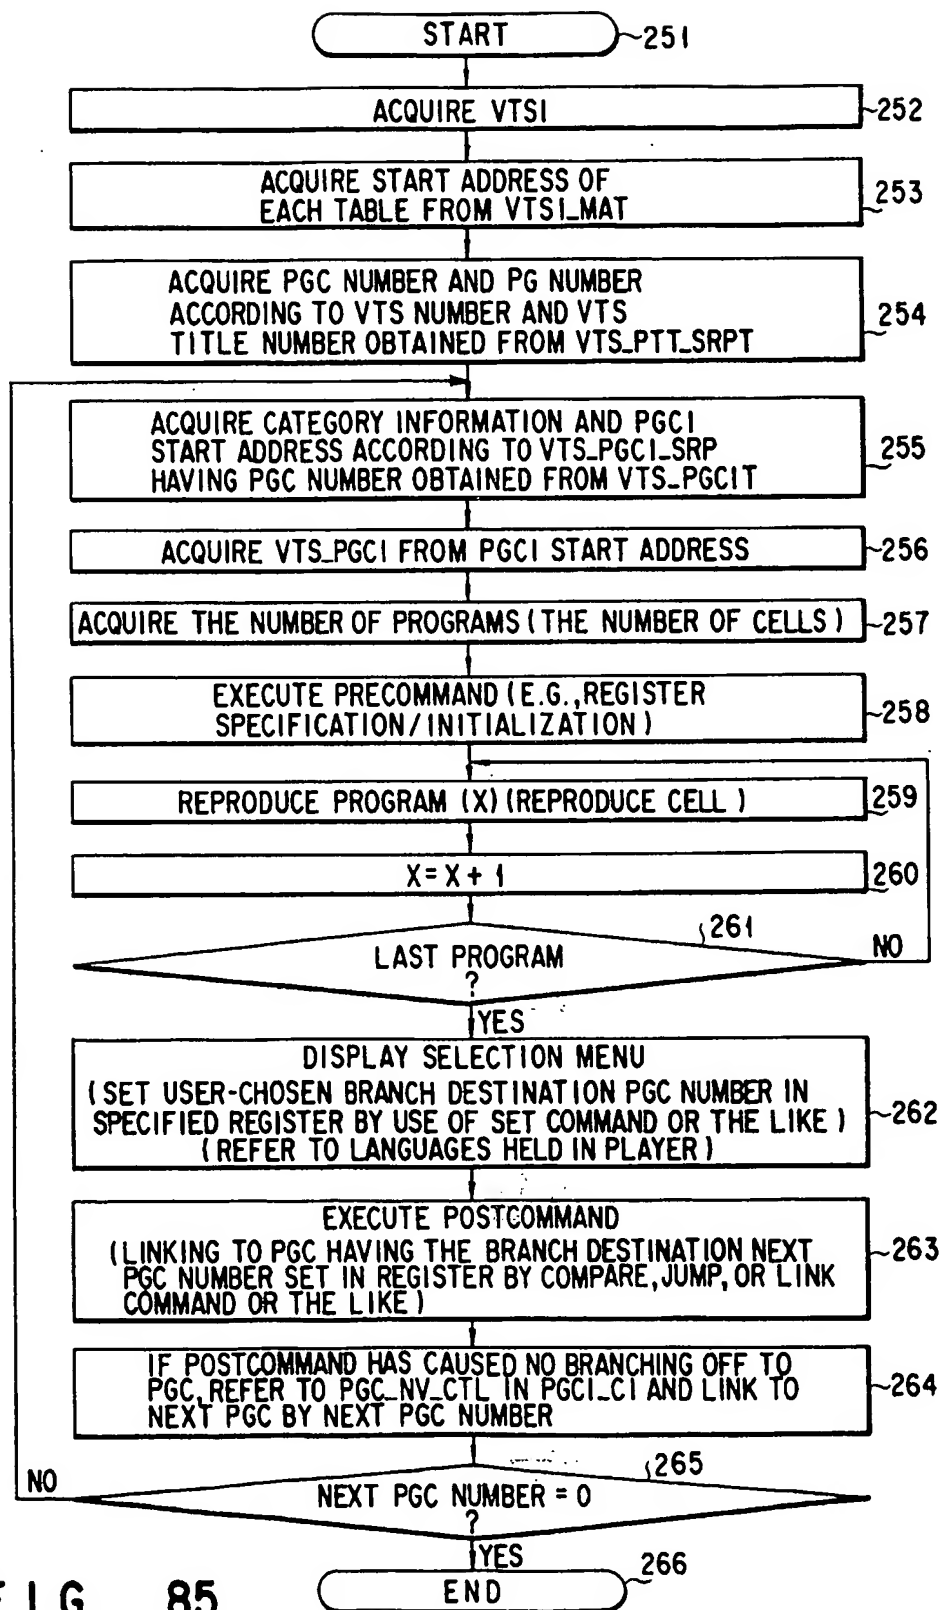 START 251
ACQUIRE VTSI 252
ACQUIRE START ADDRESS OF
EACH TABLE FROM VTSI_MAT 253
ACQUIRE PGC NUMBER AND PG NUMBER
ACCORDING TO VTS NUMBER AND VTS
TITLE NUMBER OBTAINED FROM VTS_PTT_SRPT 254
ACQUIRE CATEGORY INFORMATION AND PGCI
START ADDRESS ACCORDING TO VTS_PGCI_SRP
HAVING PGC NUMBER OBTAINED FROM VTS_PGCIT 255
ACQUIRE VTS_PGCI FROM PGCI START ADDRESS 256
ACQUIRE THE NUMBER OF PROGRAMS (THE NUMBER OF CELLS) 257
EXECUTE PRECOMMAND (E.G., REGISTER
SPECIFICATION/INITIALIZATION) 258
REPRODUCE PROGRAM (X) (REPRODUCE CELL) 259
X=X+1 260
261
LAST PROGRAM NO
?
YES
DISPLAY SELECTION MENU
(SET USER-CHOSEN BRANCH DESTINATION PGC NUMBER IN
SPECIFIED REGISTER BY USE OF SET COMMAND OR THE LIKE) 262
(REFER TO LANGUAGES HELD IN PLAYER)
EXECUTE POSTCOMMAND
(LINKING TO PGC HAVING THE BRANCH DESTINATION NEXT 263
PGC NUMBER SET IN REGISTER BY COMPARE, JUMP, OR LINK
COMMAND OR THE LIKE)
IF POSTCOMMAND HAS CAUSED NO BRANCHING OFF TO
PGC, REFER TO PGC_NV_CTL IN PGCI_CI AND LINK TO 264
NEXT PGC BY NEXT PGC NUMBER
265
NO NEXT PGC NUMBER = 0
?
YES
END 266
FIG. 85